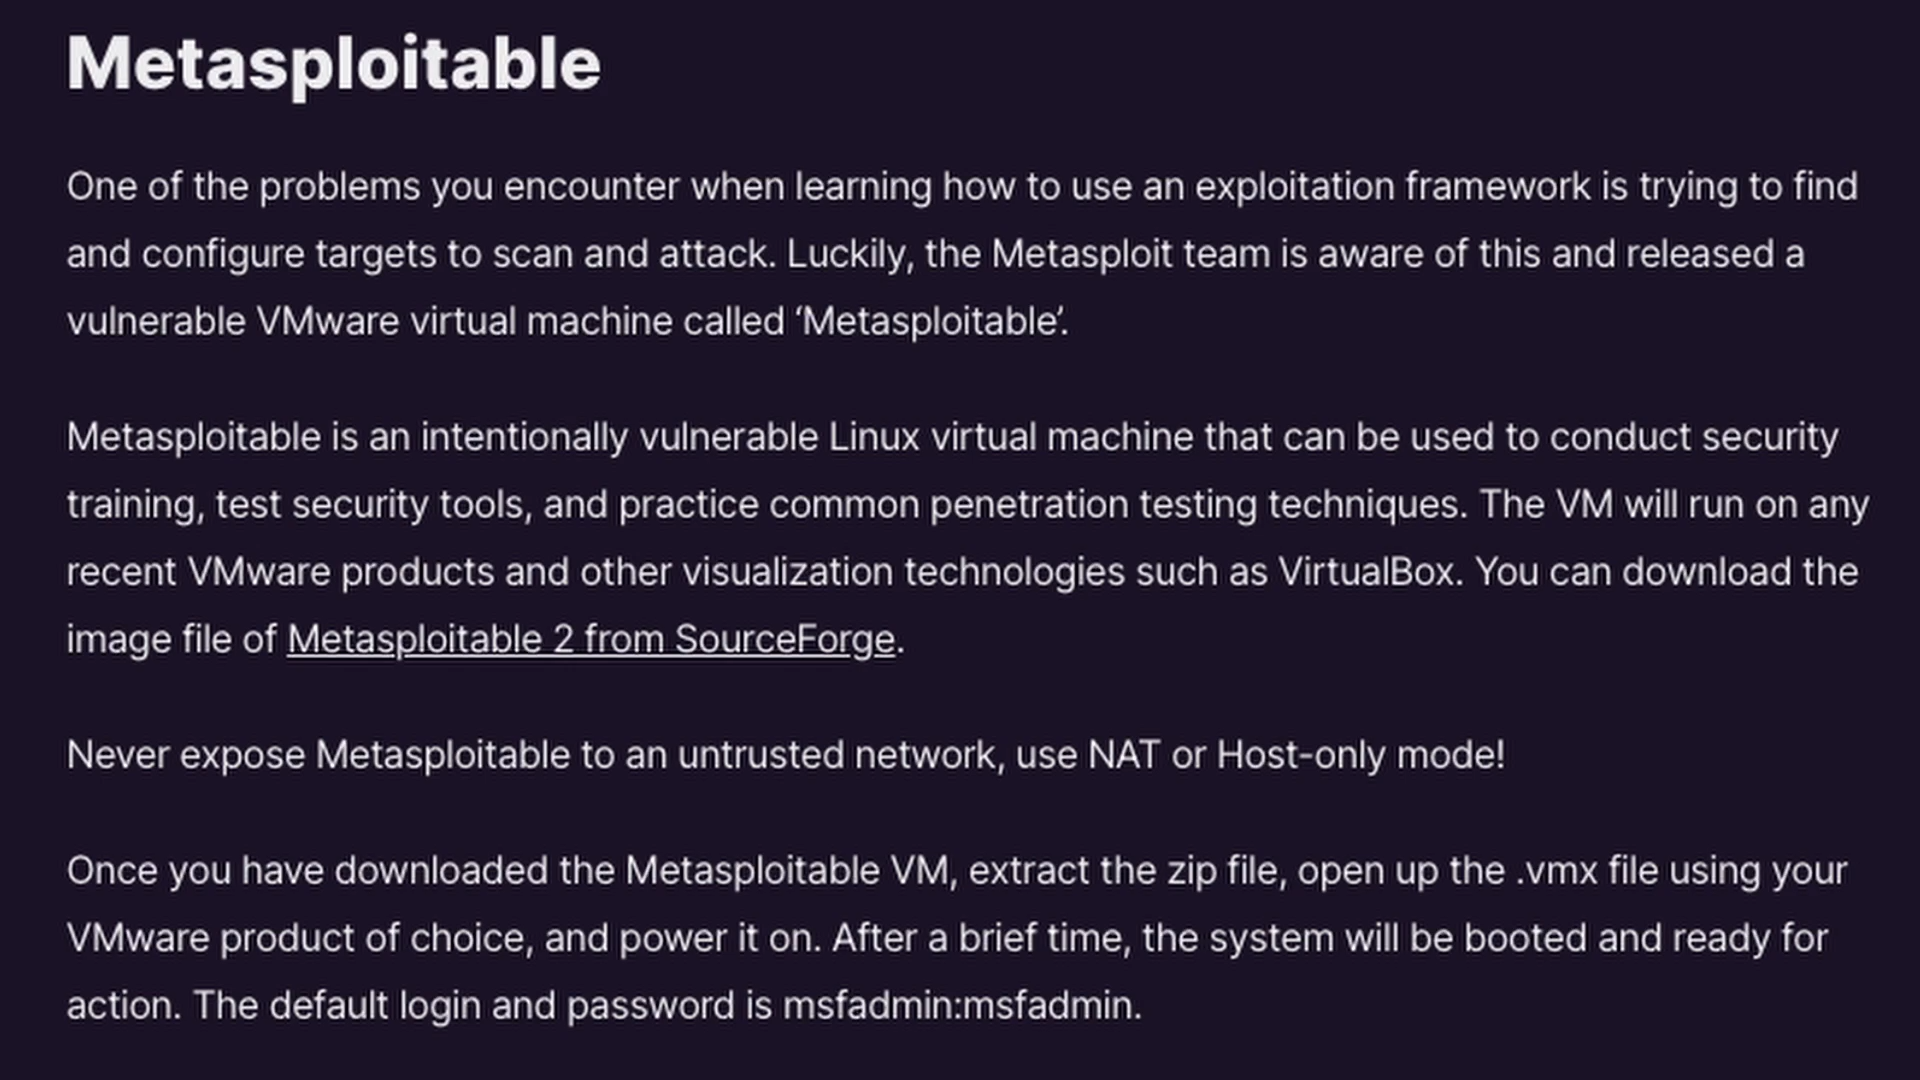 Metasploitable
One of the problems you encounter when learning how to use an exploitation framework is trying to find
and configure targets to scan and attack. Luckily, the Metasploit team is aware of this and released a
vulnerable VMware virtual machine called ‘Metasploitable’.
Metasploitable is an intentionally vulnerable Linux virtual machine that can be used to conduct security
training, test security tools, and practice common penetration testing techniques. The VM will run on any
recent VMware products and other visualization technologies such as VirtualBox. You can download the
image file of Metasploitable 2 from SourceForge.
Never expose Metasploitable to an untrusted network, use NAT or Host-only mode!
Once you have downloaded the Metasploitable VM, extract the zip file, open up the .vmx file using your
VMware product of choice, and power it on. After a brief time, the system will be booted and ready for
action. The default login and password is msfadmin:msfadmin.